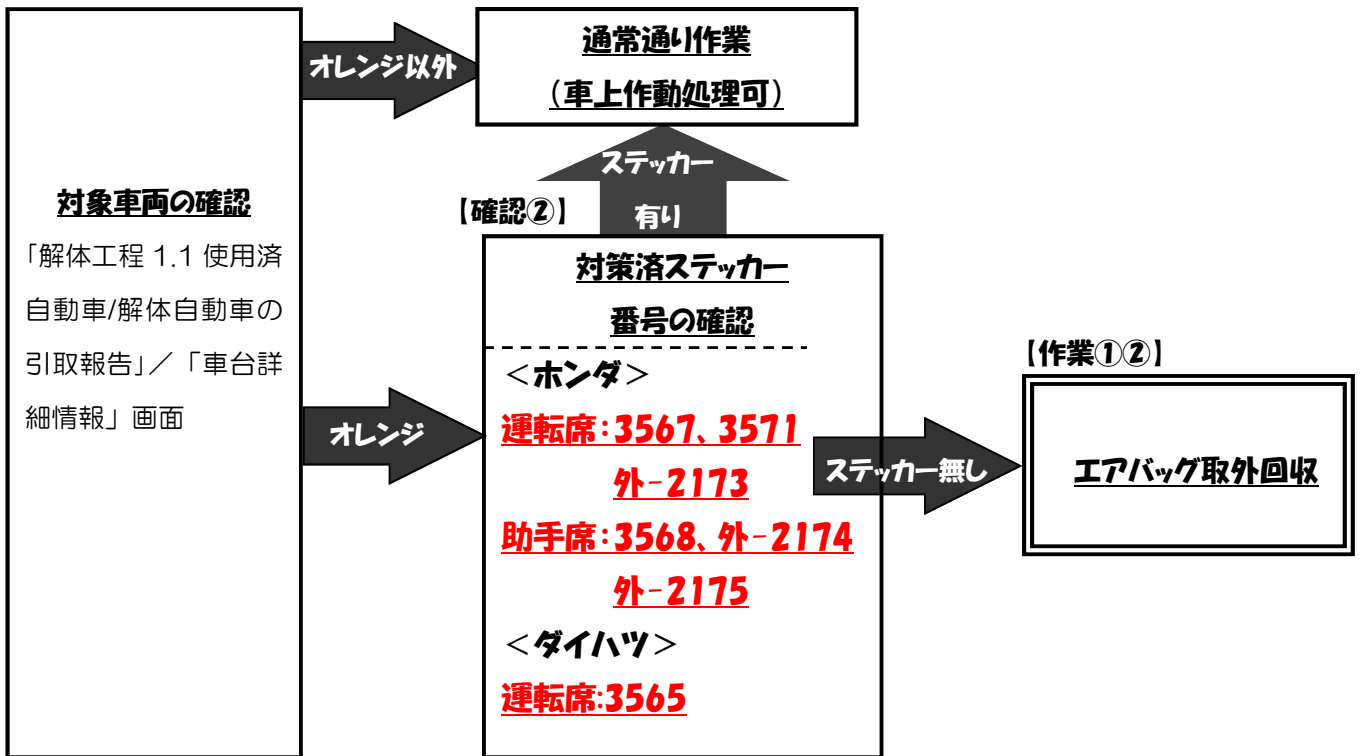 対象車両の確認
「解体工程 1.1 使用済
自動車/解体自動車の
引取報告」／「車台詳
細情報」画面
オレンジ以外
通常通り作業
（車上作動処理可）
ステッカー
有り
オレンジ
【確認②】
対策済ステッカー
番号の確認
＜ホンダ＞
運転席：3567、3571
外-2173
助手席：3568、外-2174
外-2175
＜ダイハツ＞
運転席:3565
ステッカー無し
【作業①②】
エアバッグ取外回収